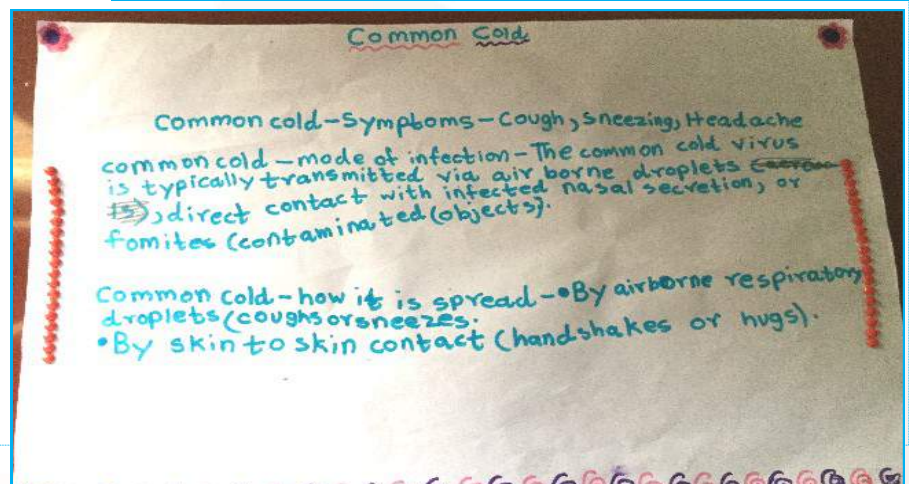 Common Cold
Common cold-Symptoms-Cough, Sneezing, Headache
common cold-mode of infection-The common cold virus
is typically transmitted via air borne droplets
, direct contact with infected nasal secretion, or
fomites (contaminated (objects).
Common cold-how it is spread-•By airborne respiratory
droplets (coughs or sneezes.
•By skin to skin contact (handshakes or hugs).